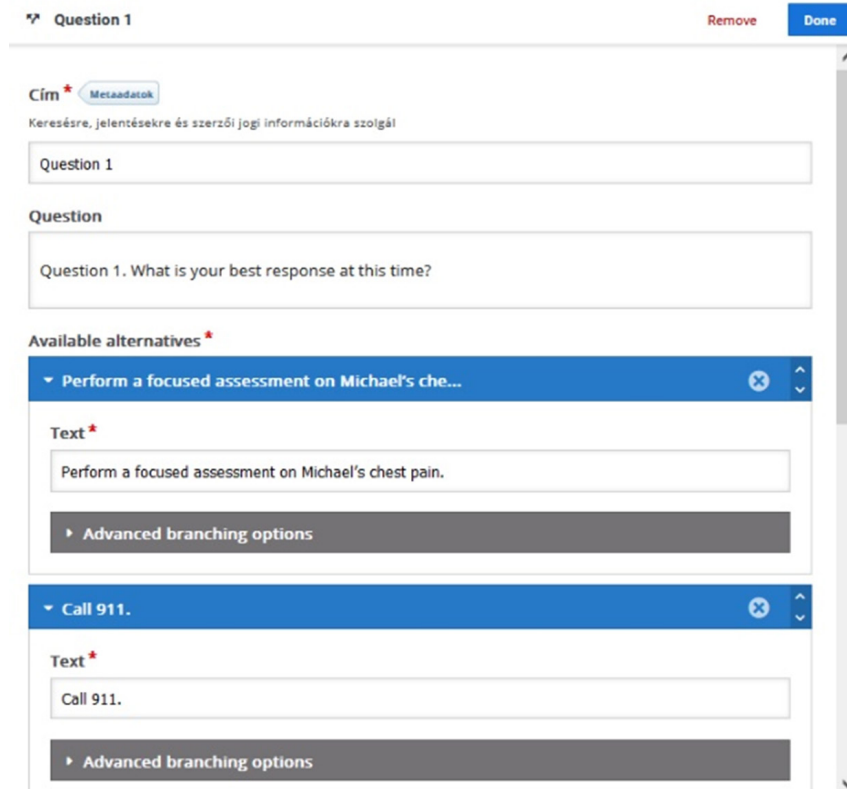 Question 1
Remove
Done
Cím *
Metaadatok
Keresésre, jelentésekre és szerzői jogi információkra szolgál
Question 1
Question
Question 1. What is your best response at this time?
Available alternatives *
Perform a focused assessment on Michael's che...
Text *
Perform a focused assessment on Michael's chest pain.
Advanced branching options
Call 911.
Text *
Call 911.
Advanced branching options